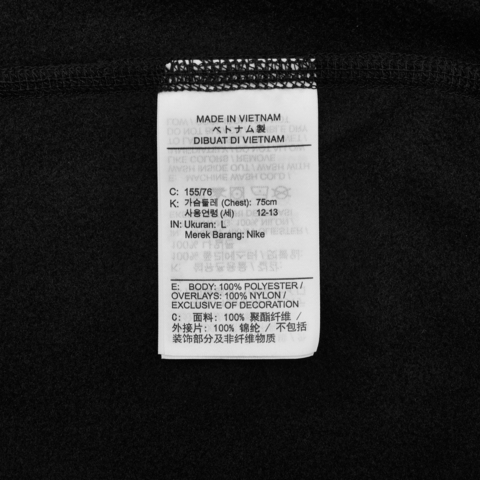 MADE IN VIETNAM
ベトナム製
DIBUAT DI VIETNAM
C: 155/76
K: 가슴둘레 (Chest): 75cm
사용연령 (세) 12-13
IN: Ukuran: L
Merek Barang: Nike
E: BODY: 100% POLYESTER /
OVERLAYS: 100% NYLON /
EXCLUSIVE OF DECORATION
C: 面料: 100% 聚酯纤维 /
外接片: 100% 锦纶 / 不包括
装饰部分及非纤维物质